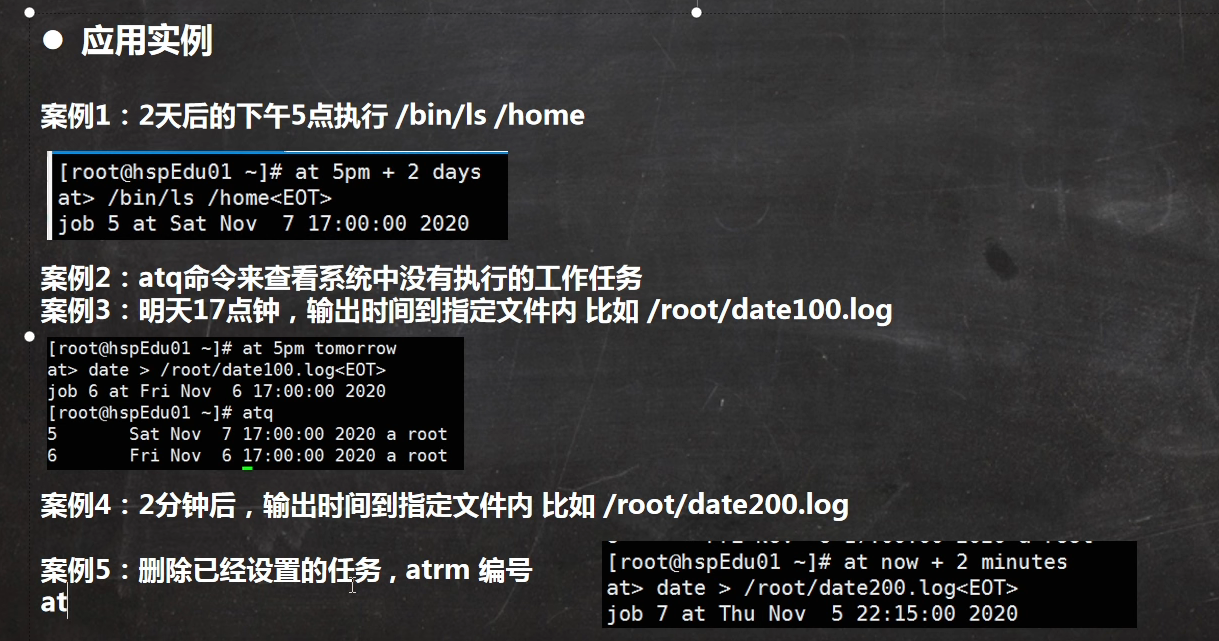 ● 应用实例
案例1：2天后的下午5点执行 /bin/ls /home
[root@hspEdu01 ~]# at 5pm + 2 days
at> /bin/ls /home<EOT>
job 5 at Sat Nov  7 17:00:00 2020
案例2：atq命令来查看系统中没有执行的工作任务
案例3：明天17点钟，输出时间到指定文件内 比如 /root/date100.log
[root@hspEdu01 ~]# at 5pm tomorrow
at> date > /root/date100.log<EOT>
job 6 at Fri Nov  6 17:00:00 2020
[root@hspEdu01 ~]# atq
5       Sat Nov  7 17:00:00 2020 a root
6       Fri Nov  6 17:00:00 2020 a root
案例4：2分钟后，输出时间到指定文件内 比如 /root/date200.log
案例5：删除已经设置的任务，atrm 编号
at
[root@hspEdu01 ~]# at now + 2 minutes
at> date > /root/date200.log<EOT>
job 7 at Thu Nov  5 22:15:00 2020